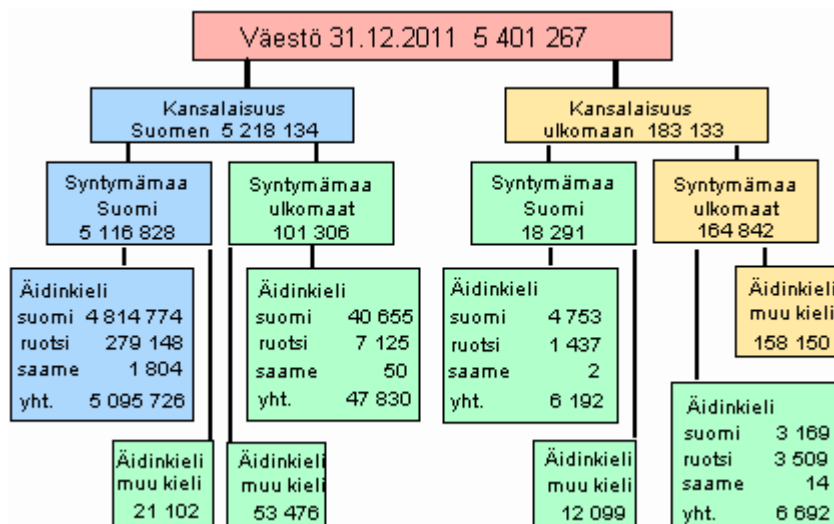 Väestö 31.12.2011 5 401 267
Kansalaisuus
Suomen 5 218 134
Kansalaisuus
ulkomaan 183 133
Syntymämaa
Suomi
5 116 828
Syntymämaa
ulkomaat
101 306
Syntymämaa
Suomi
18 291
Syntymämaa
ulkomaat
164 842
Äidinkieli
suomi 4 814 774
ruotsi 279 148
saame 1 804
yht. 5 095 726
Äidinkieli
suomi 40 655
ruotsi 7 125
saame 50
yht. 47 830
Äidinkieli
suomi 4 753
ruotsi 1 437
saame 2
yht. 6 192
Äidinkieli
muu kieli
158 150
Äidinkieli
suomi 3 169
ruotsi 3 509
saame 14
yht. 6 692
Äidinkieli
muu kieli
21 102
Äidinkieli
muu kieli
53 476
Äidinkieli
muu kieli
12 099